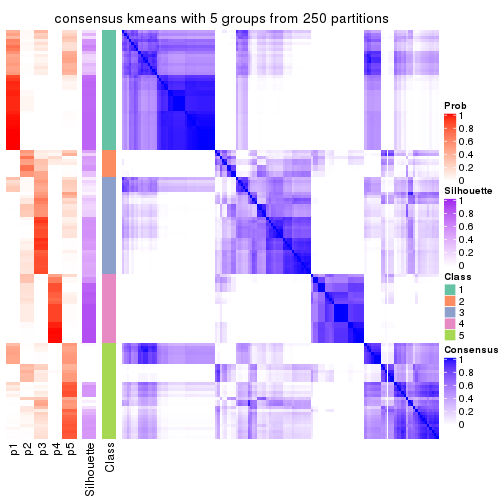 consensus kmeans with 5 groups from 250 partitions
Prob
1
0.8
0.6
0.4
0.2
0
Silhouette
1
0.8
0.6
0.4
0.2
0
Class
1
2
3
4
5
Consensus
1
0.8
0.6
0.4
0.2
0
p1
p2
p3
p4
p5
Silhouette
Class